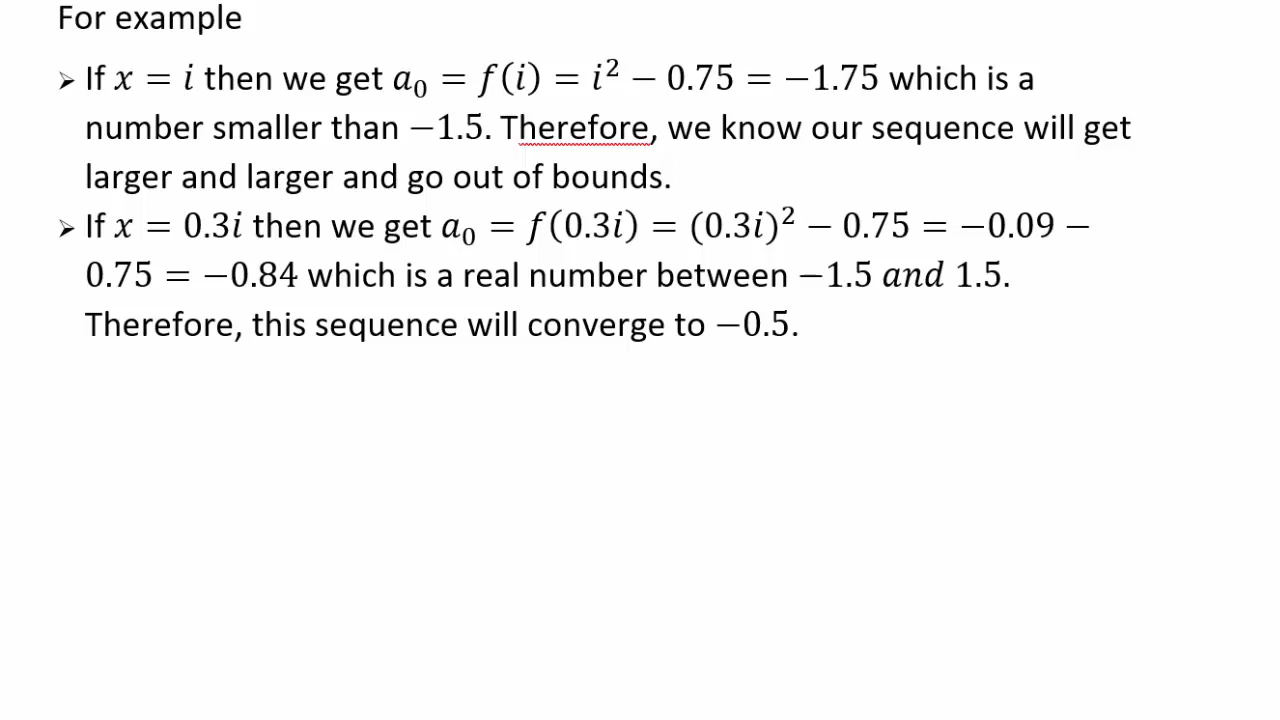 For example
➢ If 𝑥 = 𝑖 then we get 𝑎₀ = 𝑓(𝑖) = 𝑖² − 0.75 = −1.75 which is a
number smaller than −1.5. Therefore, we know our sequence will get
larger and larger and go out of bounds.
➢ If 𝑥 = 0.3𝑖 then we get 𝑎₀ = 𝑓(0.3𝑖) = (0.3𝑖)² − 0.75 = −0.09 −
0.75 = −0.84 which is a real number between −1.5 𝑎𝑛𝑑 1.5.
Therefore, this sequence will converge to −0.5.